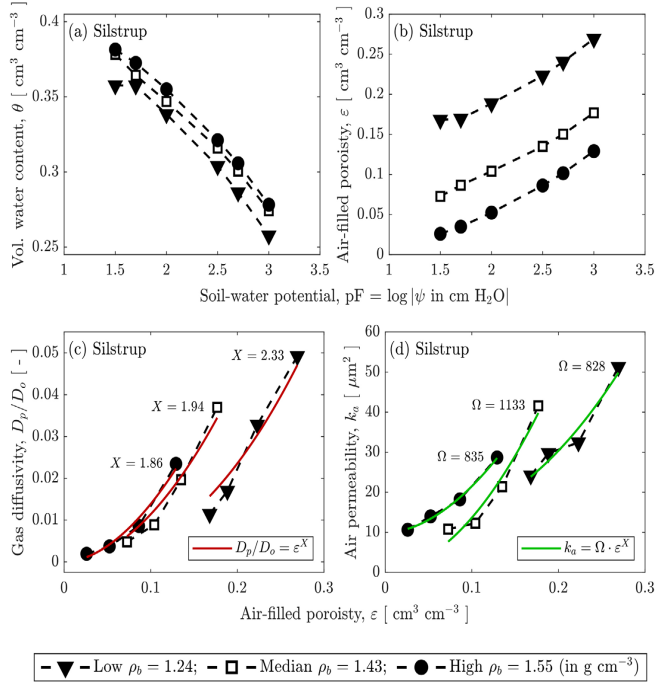 (a) Silstrup
Vol. water content, θ [ cm³ cm⁻³ ]
0.4
0.35
0.3
0.25
1 1.5 2 2.5 3 3.5
(b) Silstrup
Air-filled poroisty, ε [ cm³ cm⁻³ ]
0.3
0.25
0.2
0.15
0.1
0.05
0
1 1.5 2 2.5 3 3.5
Soil-water potential, pF = log |ψ in cm H₂O|
(c) Silstrup
Gas diffusivity, Dₚ/Dₒ [ - ]
0.05
0.04
0.03
0.02
0.01
0
X = 2.33
X = 1.94
X = 1.86
Dₚ/Dₒ = ε^X
0 0.1 0.2 0.3
(d) Silstrup
Air permeability, kₐ [ μm² ]
60
50
40
30
20
10
0
Ω = 828
Ω = 1133
Ω = 835
kₐ = Ω · ε^X
0 0.1 0.2 0.3
Air-filled poroisty, ε [ cm³ cm⁻³ ]
Low ρ_b = 1.24; Median ρ_b = 1.43; High ρ_b = 1.55 (in g cm⁻³)